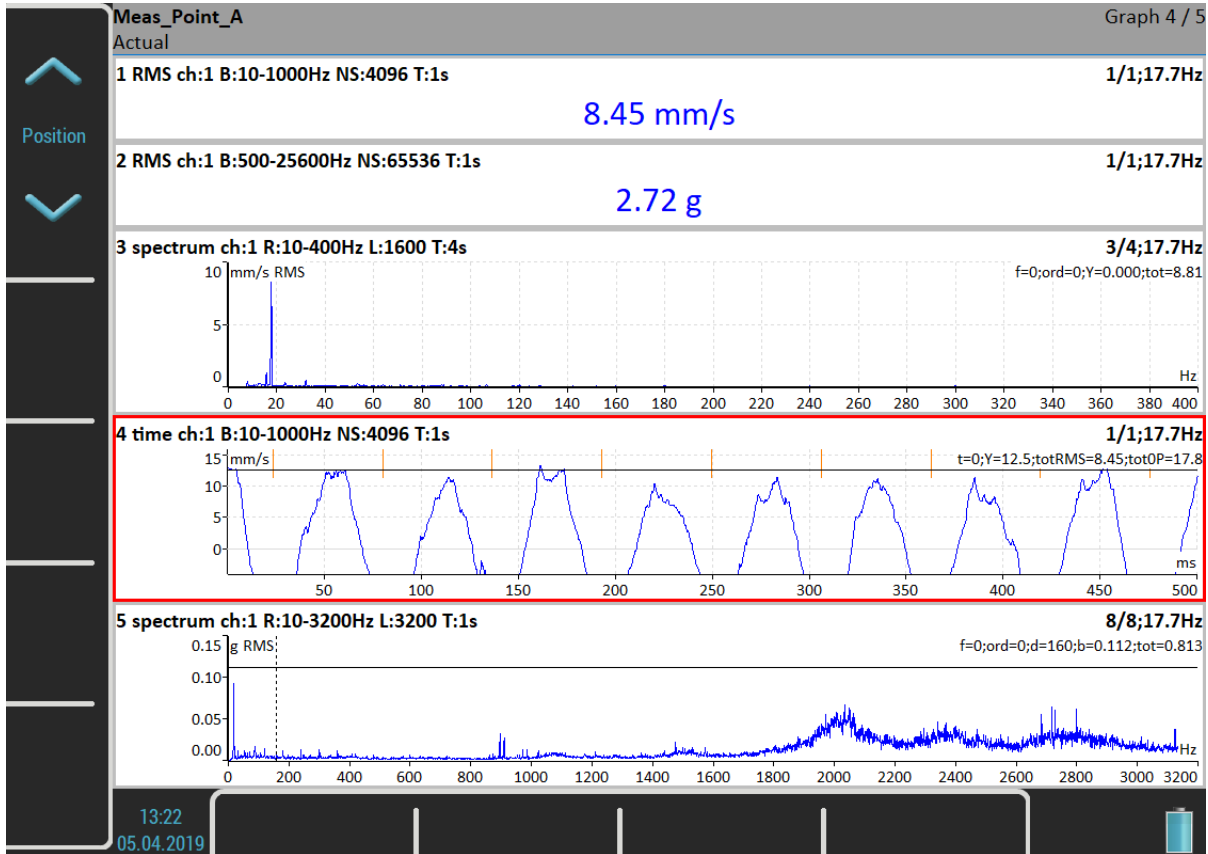 Meas_Point_A Graph 4 / 5
Actual
Position
1 RMS ch:1 B:10-1000Hz NS:4096 T:1s 1/1;17.7Hz
8.45 mm/s
2 RMS ch:1 B:500-25600Hz NS:65536 T:1s 1/1;17.7Hz
2.72 g
3 spectrum ch:1 R:10-400Hz L:1600 T:4s 3/4;17.7Hz
10 mm/s RMS f=0;ord=0;Y=0.000;tot=8.81
5
0 Hz
0 20 40 60 80 100 120 140 160 180 200 220 240 260 280 300 320 340 360 380 400
4 time ch:1 B:10-1000Hz NS:4096 T:1s 1/1;17.7Hz
15 mm/s t=0;Y=12.5;totRMS=8.45;tot0P=17.8
10
5
0
ms
50 100 150 200 250 300 350 400 450 500
5 spectrum ch:1 R:10-3200Hz L:3200 T:1s 8/8;17.7Hz
0.15 g RMS f=0;ord=0;d=160;b=0.112;tot=0.813
0.10
0.05
0.00 Hz
0 200 400 600 800 1000 1200 1400 1600 1800 2000 2200 2400 2600 2800 3000 3200
13:22
05.04.2019